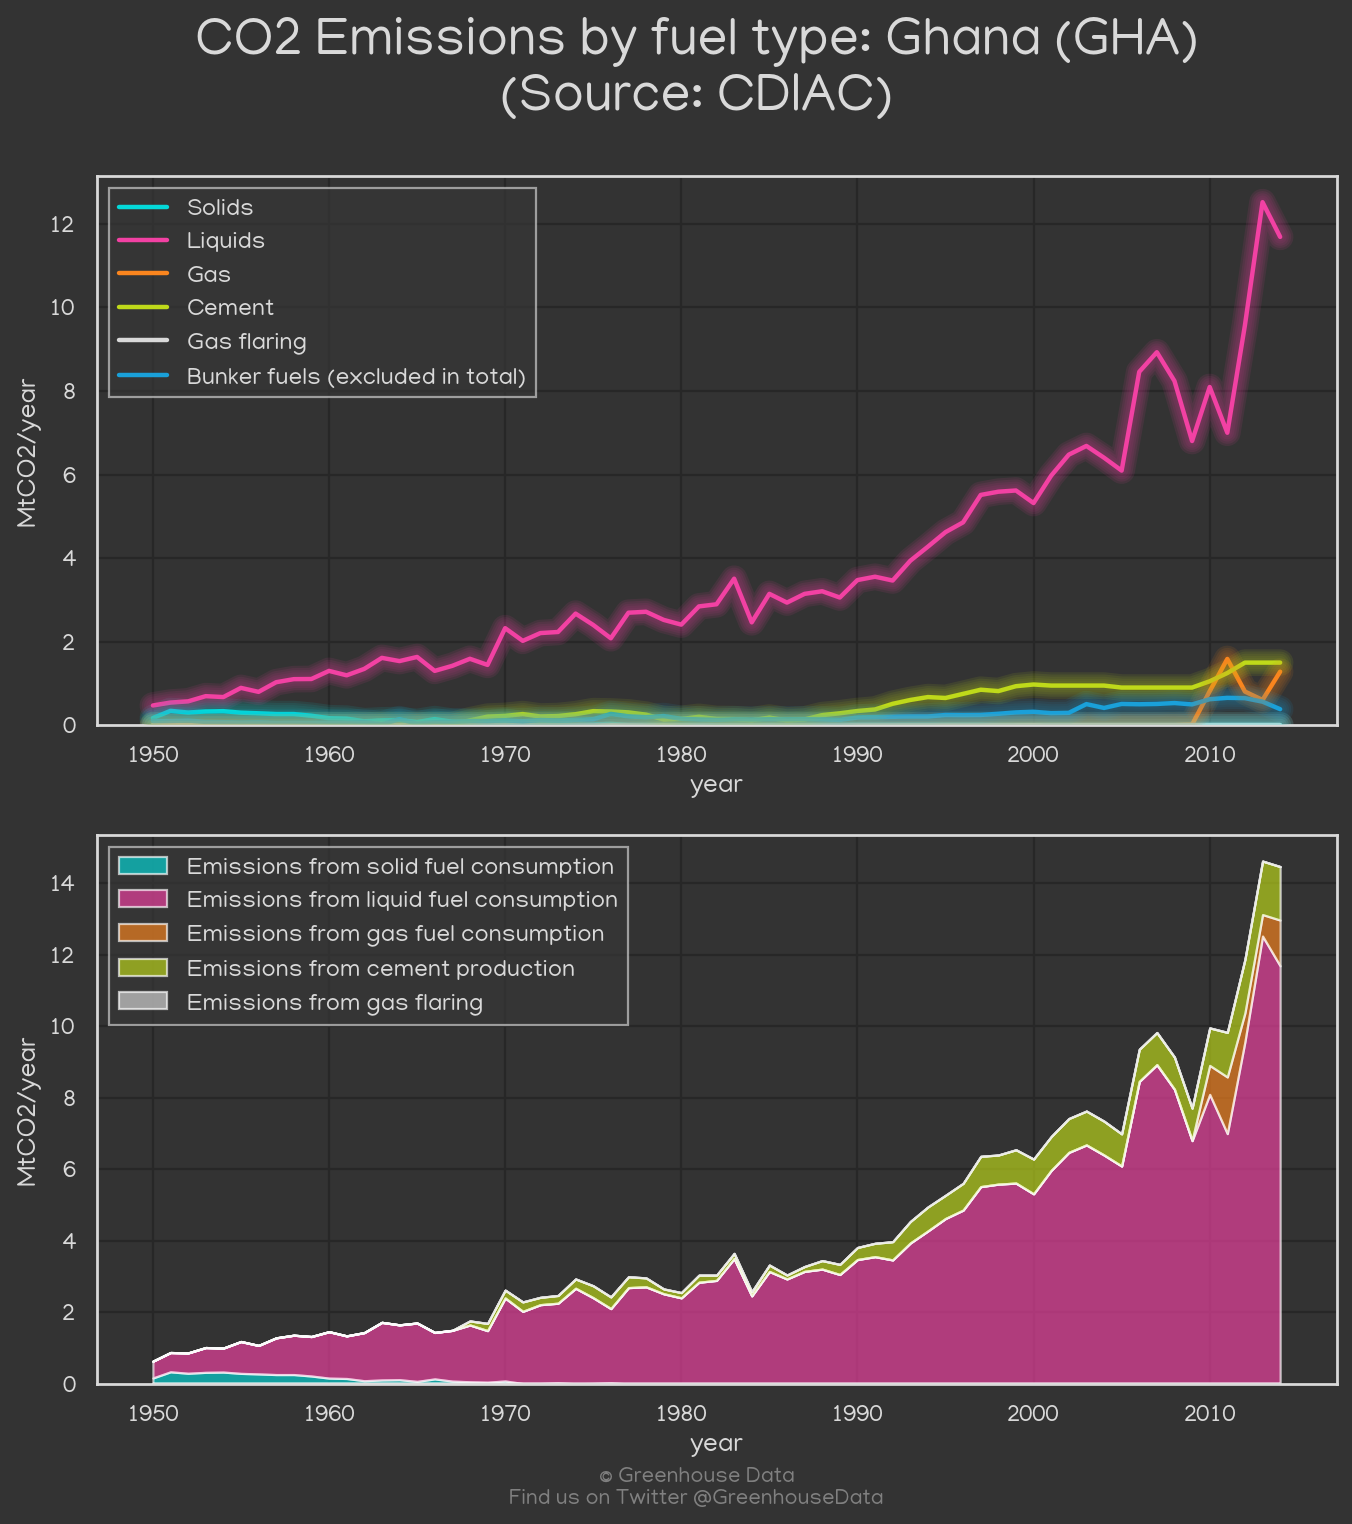 CO2 Emissions by fuel type: Ghana (GHA)
(Source: CDIAC)
Solids
Liquids
Gas
Cement
Gas flaring
Bunker fuels (excluded in total)
MtCO2/year
12
10
8
6
4
2
0
1950 1960 1970 1980 1990 2000 2010
year
Emissions from solid fuel consumption
Emissions from liquid fuel consumption
Emissions from gas fuel consumption
Emissions from cement production
Emissions from gas flaring
MtCO2/year
14
12
10
8
6
4
2
0
1950 1960 1970 1980 1990 2000 2010
year
© Greenhouse Data
Find us on Twitter @GreenhouseData